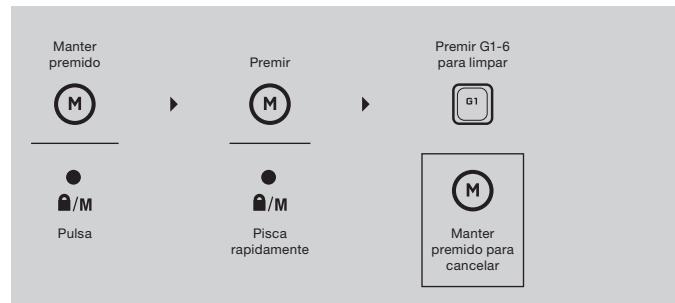 Manter
premido
M
/M
Pulsa
Premir
M
/M
Pisca
rapidamente
Premir G1-6
para limpar
G1
M
Manter
premido para
cancelar